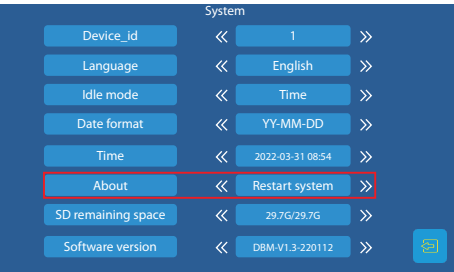 System
Device_id « 1 »
Language « English »
Idle mode « Time »
Date format « YY-MM-DD »
Time « 2022-03-31 08:54 »
About « Restart system »
SD remaining space « 29.7G/29.7G »
Software version « DBM-V1.3-220112 »